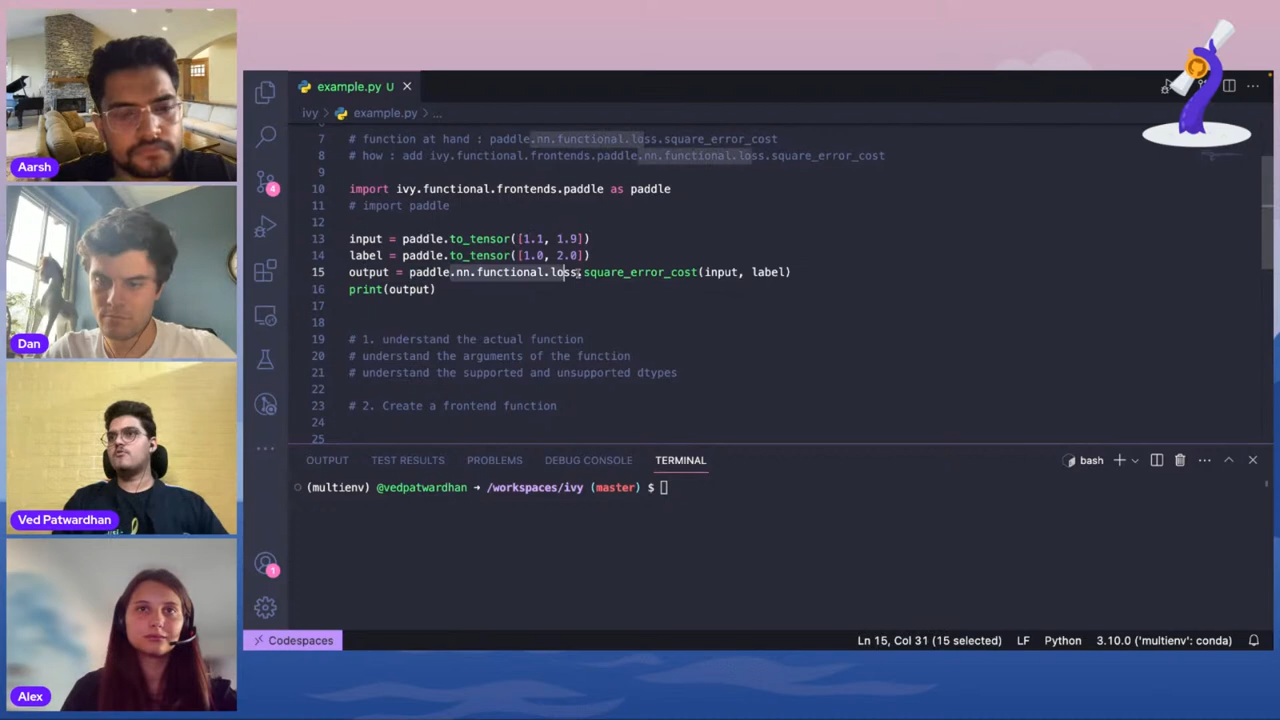 Aarsh
Dan
Ved Patwardhan
Alex
example.py U
ivy > example.py > ...
7 # function at hand : paddle.nn.functional.loss.square_error_cost
8 # how : add ivy.functional.frontends.paddle.nn.functional.loss.square_error_cost
9
10 import ivy.functional.frontends.paddle as paddle
11 # import paddle
12
13 input = paddle.to_tensor([1.1, 1.9])
14 label = paddle.to_tensor([1.0, 2.0])
15 output = paddle.nn.functional.loss.square_error_cost(input, label)
16 print(output)
17
18
19 # 1. understand the actual function
20 # understand the arguments of the function
21 # understand the supported and unsupported dtypes
22
23 # 2. Create a frontend function
24
25
4
1
OUTPUT TEST RESULTS PROBLEMS DEBUG CONSOLE TERMINAL bash
(multienv) @vedpatwardhan → /workspaces/ivy (master) $
Codespaces Ln 15, Col 31 (15 selected) LF Python 3.10.0 ('multienv': conda)